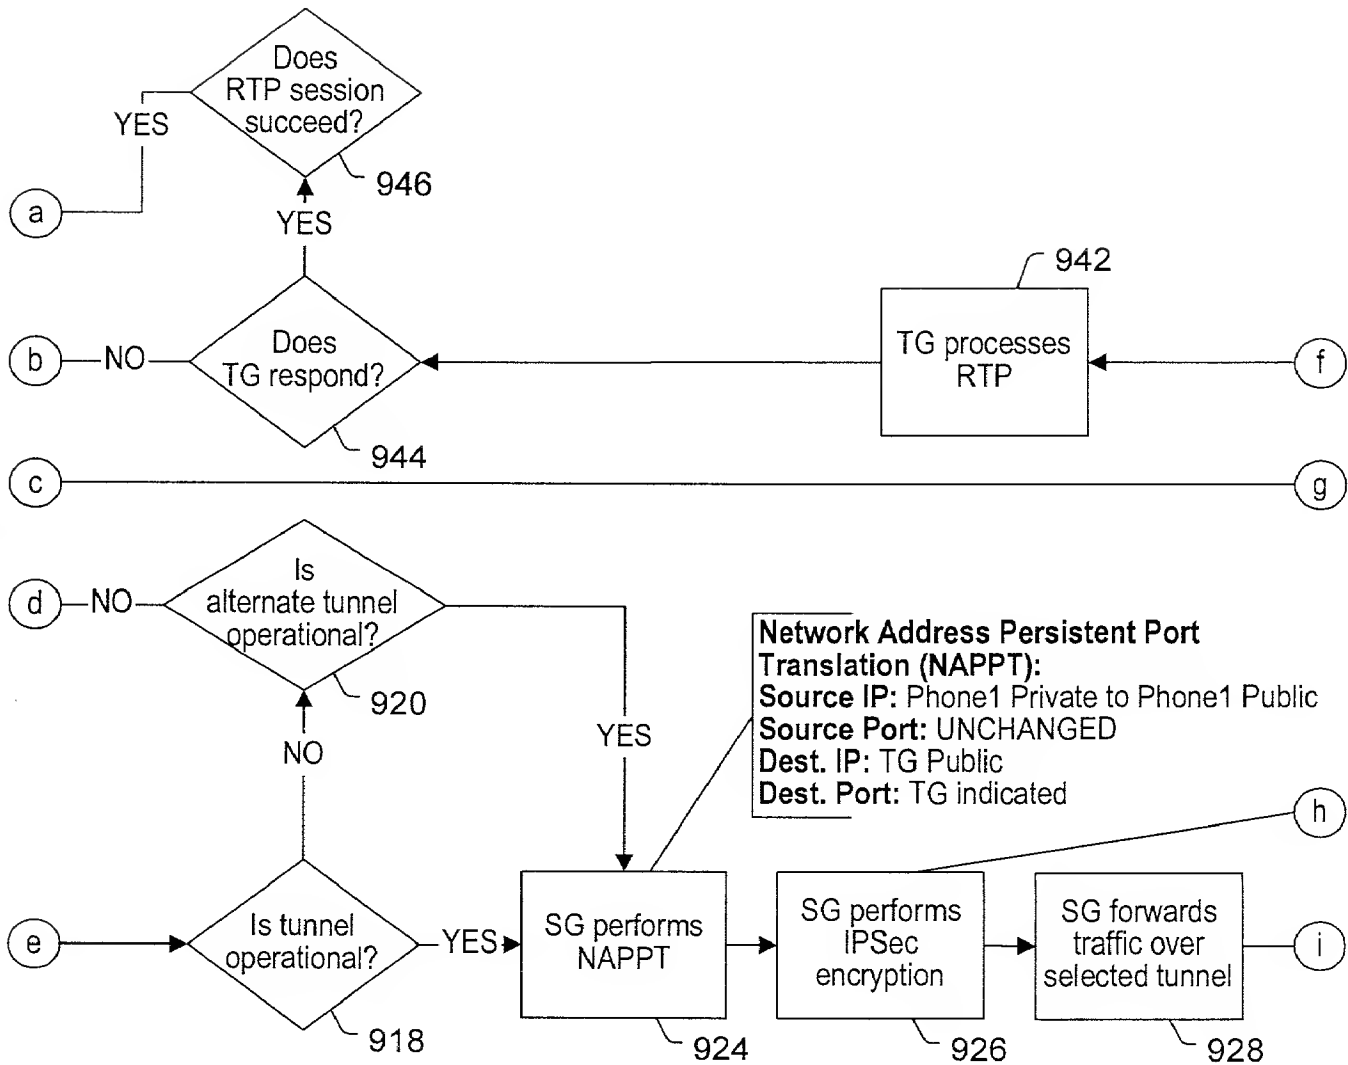 Does
RTP session
succeed?
946
YES
a
YES
942
b
NO
Does
TG respond?
944
TG processes
RTP
f
c
g
d
NO
Is
alternate tunnel
operational?
920
YES
NO
Network Address Persistent Port
Translation (NAPPT):
Source IP: Phone1 Private to Phone1 Public
Source Port: UNCHANGED
Dest. IP: TG Public
Dest. Port: TG indicated
h
e
Is tunnel
operational?
918
YES
SG performs
NAPPT
924
SG performs
IPSec
encryption
926
SG forwards
traffic over
selected tunnel
928
i